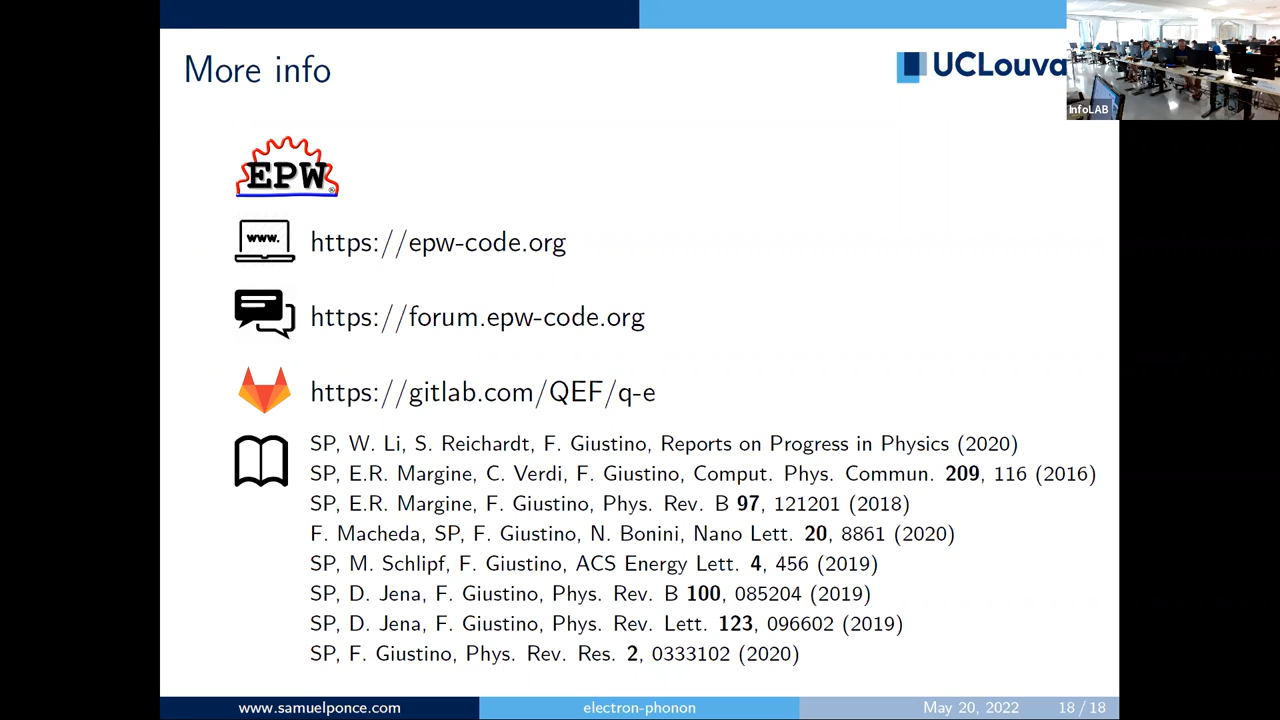 More info
UCLouva
InfoLAB
EPW
www.
https://epw-code.org
https://forum.epw-code.org
https://gitlab.com/QEF/q-e
SP, W. Li, S. Reichardt, F. Giustino, Reports on Progress in Physics (2020)
SP, E.R. Margine, C. Verdi, F. Giustino, Comput. Phys. Commun. 209, 116 (2016)
SP, E.R. Margine, F. Giustino, Phys. Rev. B 97, 121201 (2018)
F. Macheda, SP, F. Giustino, N. Bonini, Nano Lett. 20, 8861 (2020)
SP, M. Schlipf, F. Giustino, ACS Energy Lett. 4, 456 (2019)
SP, D. Jena, F. Giustino, Phys. Rev. B 100, 085204 (2019)
SP, D. Jena, F. Giustino, Phys. Rev. Lett. 123, 096602 (2019)
SP, F. Giustino, Phys. Rev. Res. 2, 0333102 (2020)
www.samuelponce.com
electron-phonon
May 20, 2022
18 / 18